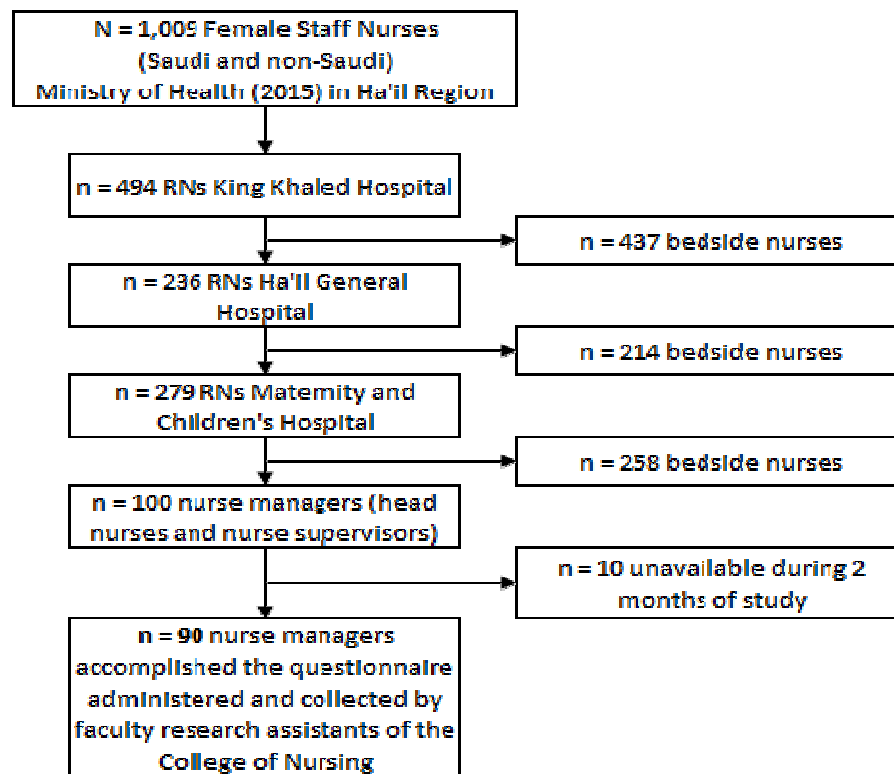 N = 1,009 Female Staff Nurses
(Saudi and non-Saudi)
Ministry of Health (2015) in Ha'il Region
n = 494 RNs King Khaled Hospital
n = 437 bedside nurses
n = 236 RNs Ha'il General
Hospital
n = 214 bedside nurses
n = 279 RNs Maternity and
Children's Hospital
n = 258 bedside nurses
n = 100 nurse managers (head
nurses and nurse supervisors)
n = 10 unavailable during 2
months of study
n = 90 nurse managers
accomplished the questionnaire
administered and collected by
faculty research assistants of the
College of Nursing